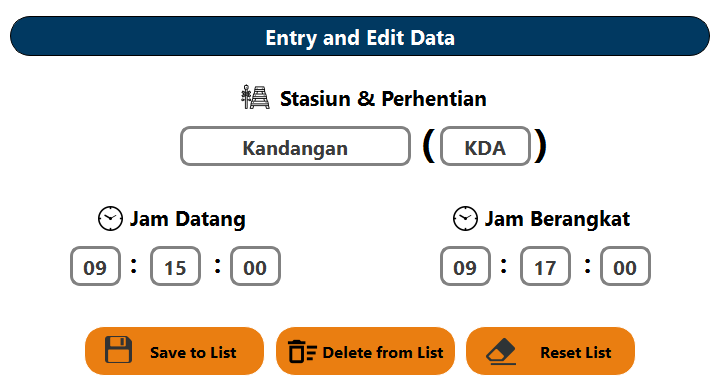 Entry and Edit Data
Stasiun & Perhentian
Kandangan ( KDA )
Jam Datang Jam Berangkat
09 : 15 : 00 09 : 17 : 00
Save to List Delete from List Reset List